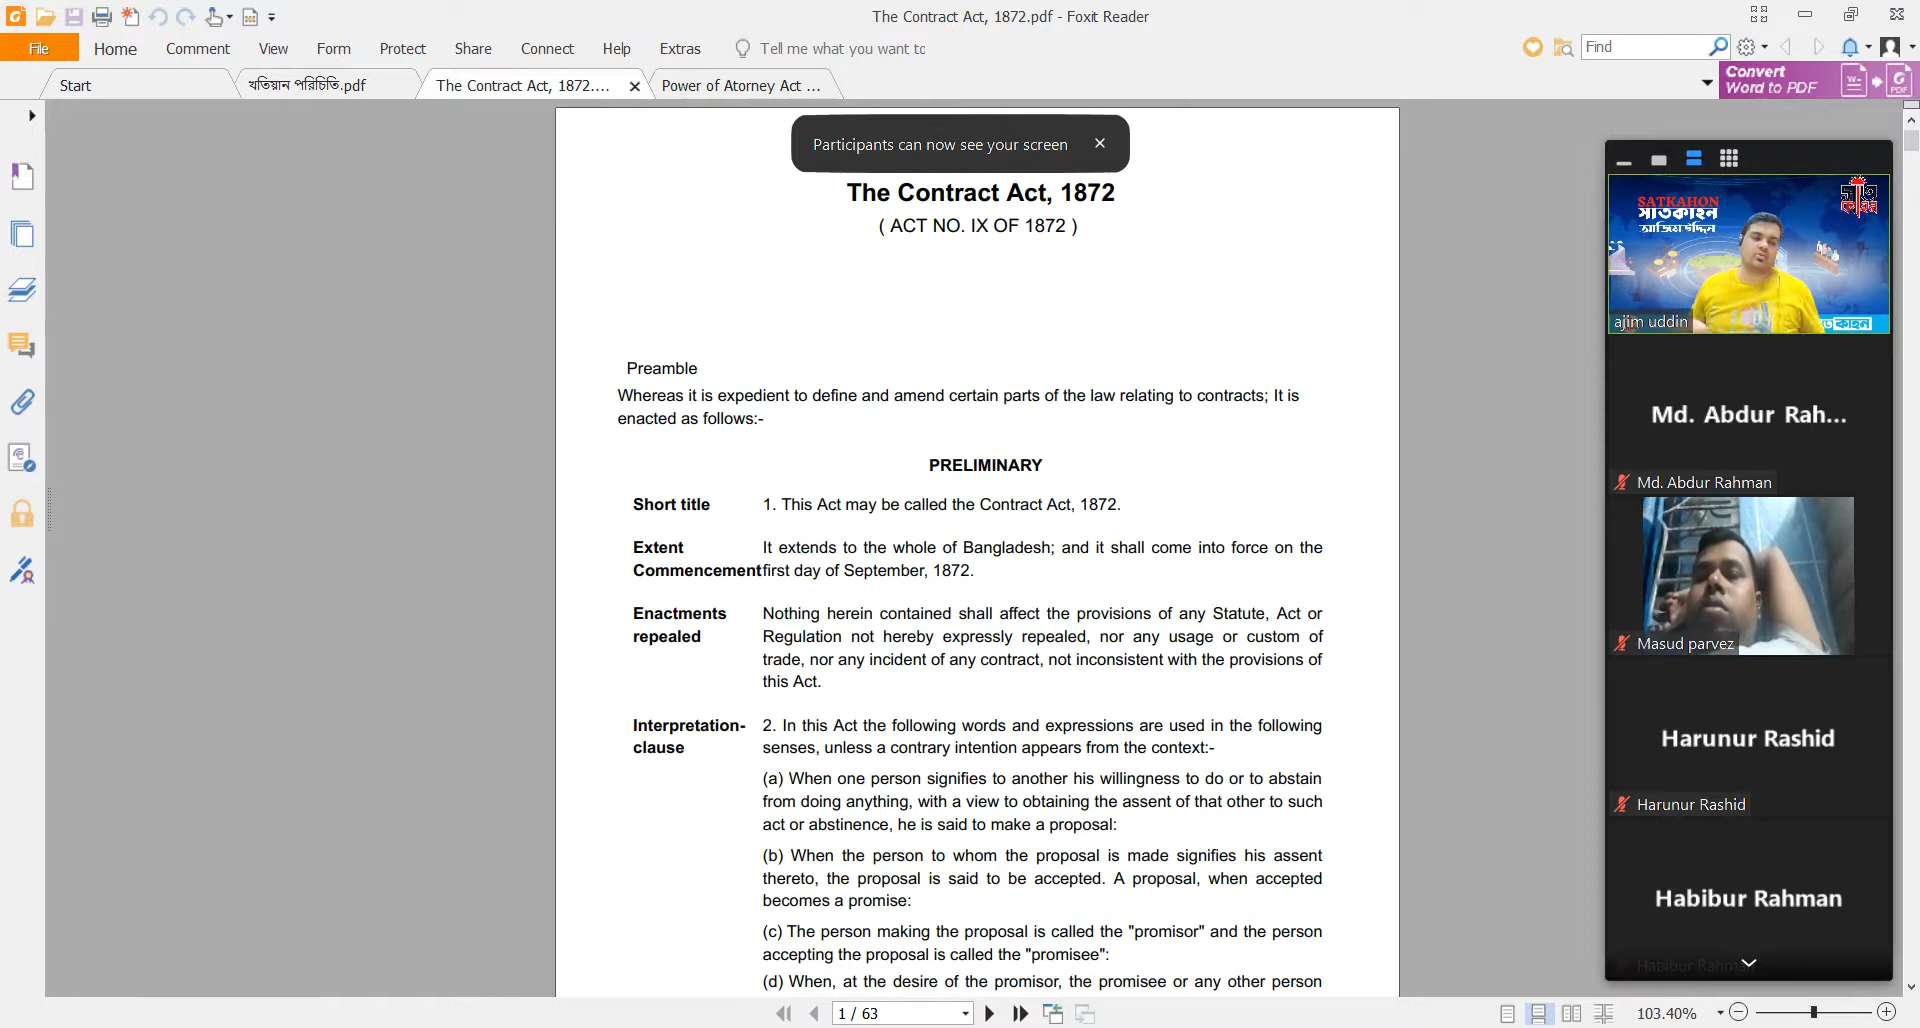 The Contract Act, 1872.pdf - Foxit Reader
File Home Comment View Form Protect Share Connect Help Extras Tell me what you want to
Find
Start
খতিয়ান পরিচিতি.pdf
The Contract Act, 1872....
Power of Atorney Act ...
Convert
Word to PDF
Participants can now see your screen
The Contract Act, 1872
( ACT NO. IX OF 1872 )
Preamble
Whereas it is expedient to define and amend certain parts of the law relating to contracts; It is
enacted as follows:-
PRELIMINARY
Short title 1. This Act may be called the Contract Act, 1872.
Extent It extends to the whole of Bangladesh; and it shall come into force on the
Commencement first day of September, 1872.
Enactments Nothing herein contained shall affect the provisions of any Statute, Act or
repealed Regulation not hereby expressly repealed, nor any usage or custom of
trade, nor any incident of any contract, not inconsistent with the provisions of
this Act.
Interpretation- 2. In this Act the following words and expressions are used in the following
clause senses, unless a contrary intention appears from the context:-
(a) When one person signifies to another his willingness to do or to abstain
from doing anything, with a view to obtaining the assent of that other to such
act or abstinence, he is said to make a proposal:
(b) When the person to whom the proposal is made signifies his assent
thereto, the proposal is said to be accepted. A proposal, when accepted
becomes a promise:
(c) The person making the proposal is called the "promisor" and the person
accepting the proposal is called the "promisee":
(d) When, at the desire of the promisor, the promisee or any other person
SATKAHON
সাতকাহন
আজিম উদ্দিন
ajim uddin
কাহন
Md. Abdur Rah...
Md. Abdur Rahman
Masud parvez
Harunur Rashid
Harunur Rashid
Habibur Rahman
Habibur Rahman
1 / 63
103.40%